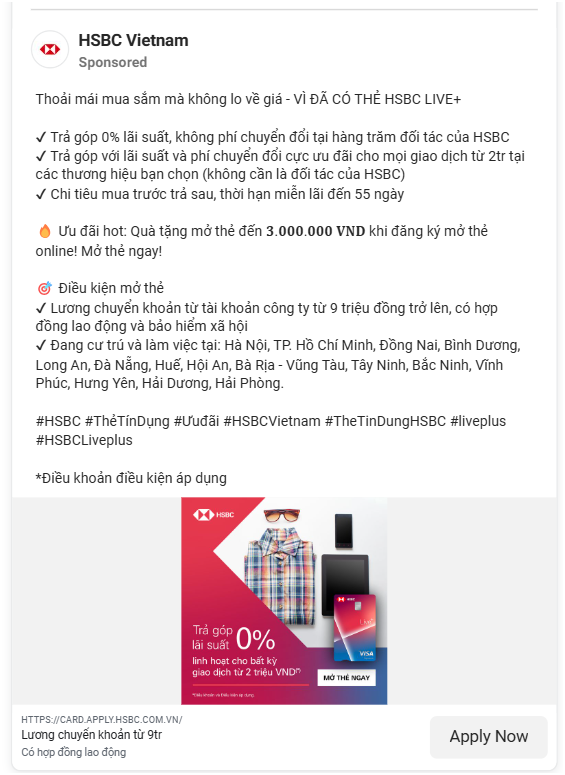 HSBC Vietnam
Sponsored
Thoải mái mua sắm mà không lo về giá - VÌ ĐÃ CÓ THẺ HSBC LIVE+
✓ Trả góp 0% lãi suất, không phí chuyển đổi tại hàng trăm đối tác của HSBC
✓ Trả góp với lãi suất và phí chuyển đổi cực ưu đãi cho mọi giao dịch từ 2tr tại
các thương hiệu bạn chọn (không cần là đối tác của HSBC)
✓ Chi tiêu mua trước trả sau, thời hạn miễn lãi đến 55 ngày
🔥 Ưu đãi hot: Quà tặng mở thẻ đến 3.000.000 VND khi đăng ký mở thẻ
online! Mở thẻ ngay!
🎯 Điều kiện mở thẻ
✓ Lương chuyển khoản từ tài khoản công ty từ 9 triệu đồng trở lên, có hợp
đồng lao động và bảo hiểm xã hội
✓ Đang cư trú và làm việc tại: Hà Nội, TP. Hồ Chí Minh, Đồng Nai, Bình Dương,
Long An, Đà Nẵng, Huế, Hội An, Bà Rịa - Vũng Tàu, Tây Ninh, Bắc Ninh, Vĩnh
Phúc, Hưng Yên, Hải Dương, Hải Phòng.
#HSBC #ThẻTínDụng #Ưuđãi #HSBCVietnam #TheTinDungHSBC #liveplus
#HSBCLiveplus
*Điều khoản điều kiện áp dụng
HSBC
Trả góp
lãi suất 0%
linh hoạt cho bất kỳ
giao dịch từ 2 triệu VND(*)
*Điều khoản và Điều kiện áp dụng
HSBC
Live+
VISA
MỞ THẺ NGAY
HTTPS://CARD.APPLY.HSBC.COM.VN/
Lương chuyển khoản từ 9tr
Có hợp đồng lao động
Apply Now